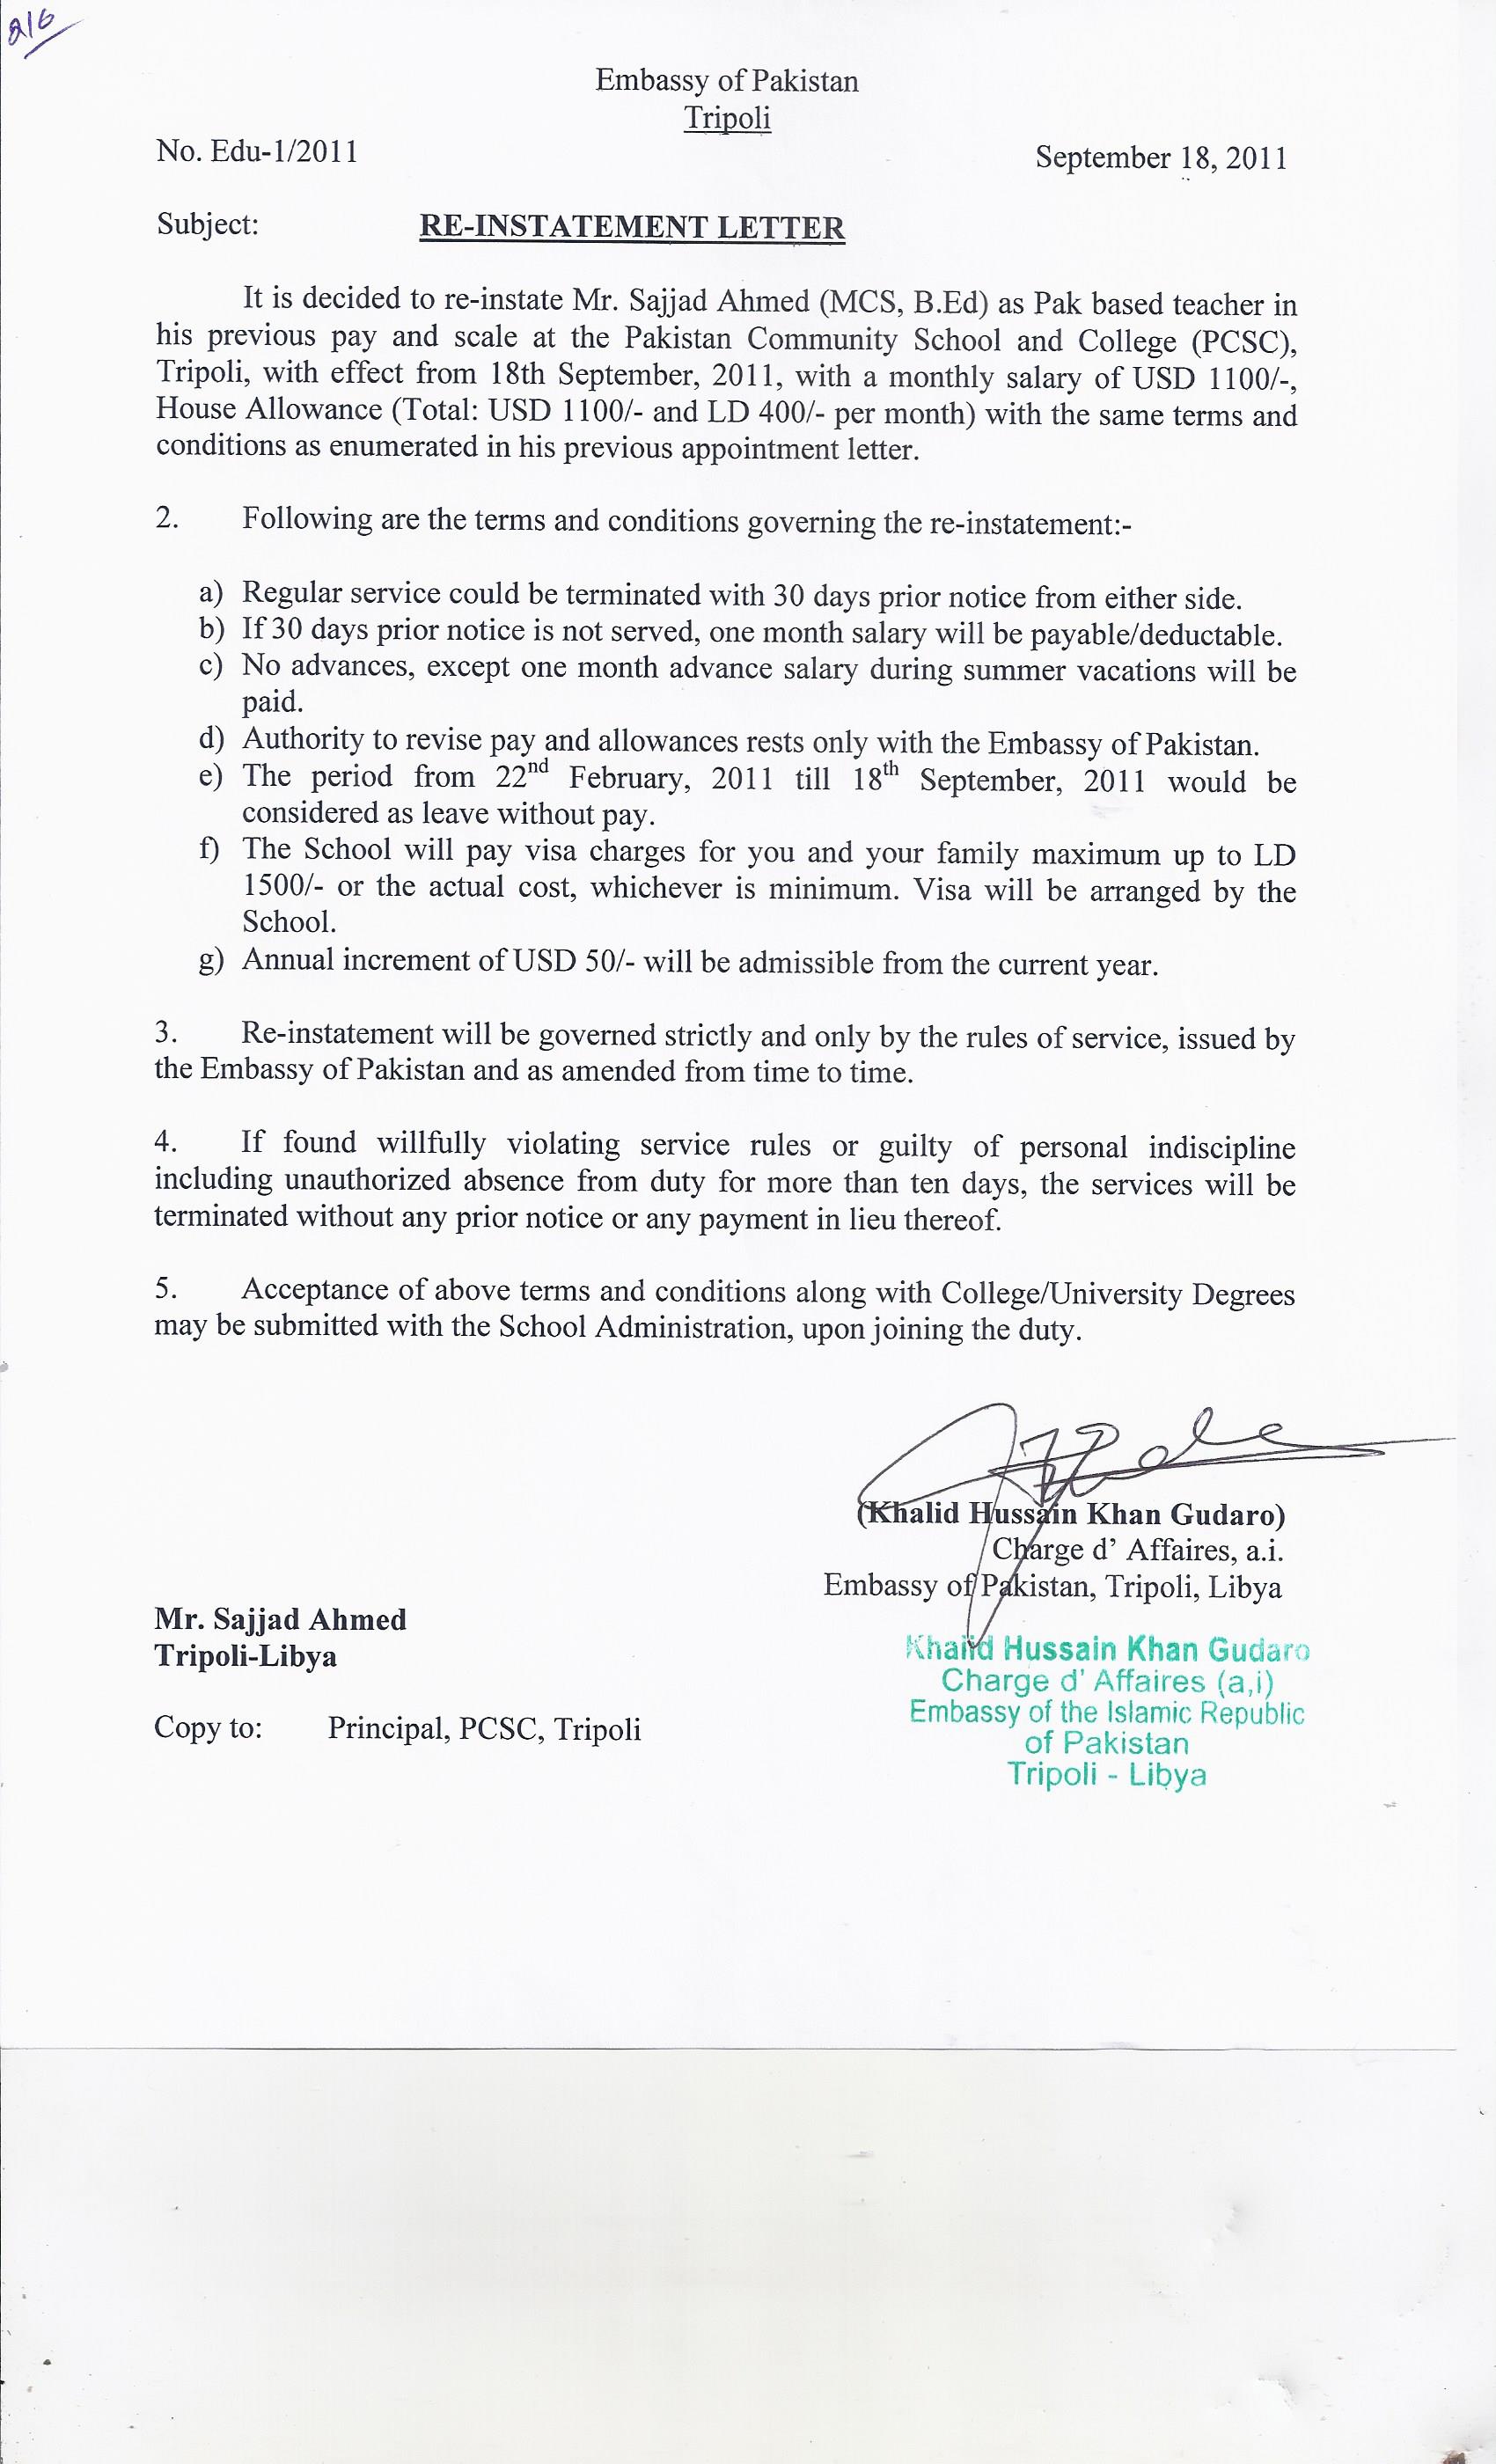 2/6
Embassy of Pakistan
Tripoli
No. Edu-1/2011
September 18, 2011
Subject: RE-INSTATEMENT LETTER
It is decided to re-instate Mr. Sajjad Ahmed (MCS, B.Ed) as Pak based teacher in
his previous pay and scale at the Pakistan Community School and College (PCSC),
Tripoli, with effect from 18th September, 2011, with a monthly salary of USD 1100/-,
House Allowance (Total: USD 1100/- and LD 400/- per month) with the same terms and
conditions as enumerated in his previous appointment letter.
2. Following are the terms and conditions governing the re-instatement:-
a) Regular service could be terminated with 30 days prior notice from either side.
b) If 30 days prior notice is not served, one month salary will be payable/deductable.
c) No advances, except one month advance salary during summer vacations will be
paid.
d) Authority to revise pay and allowances rests only with the Embassy of Pakistan.
e) The period from 22nd February, 2011 till 18th September, 2011 would be
considered as leave without pay.
f) The School will pay visa charges for you and your family maximum up to LD
1500/- or the actual cost, whichever is minimum. Visa will be arranged by the
School.
g) Annual increment of USD 50/- will be admissible from the current year.
3. Re-instatement will be governed strictly and only by the rules of service, issued by
the Embassy of Pakistan and as amended from time to time.
4. If found willfully violating service rules or guilty of personal indiscipline
including unauthorized absence from duty for more than ten days, the services will be
terminated without any prior notice or any payment in lieu thereof.
5. Acceptance of above terms and conditions along with College/University Degrees
may be submitted with the School Administration, upon joining the duty.
(Khalid Hussain Khan Gudaro)
Charge d' Affaires, a.i.
Embassy of Pakistan, Tripoli, Libya
Mr. Sajjad Ahmed
Tripoli-Libya
Copy to: Principal, PCSC, Tripoli
Khalid Hussain Khan Gudaro
Charge d' Affaires (a,i)
Embassy of the Islamic Republic
of Pakistan
Tripoli - Libya